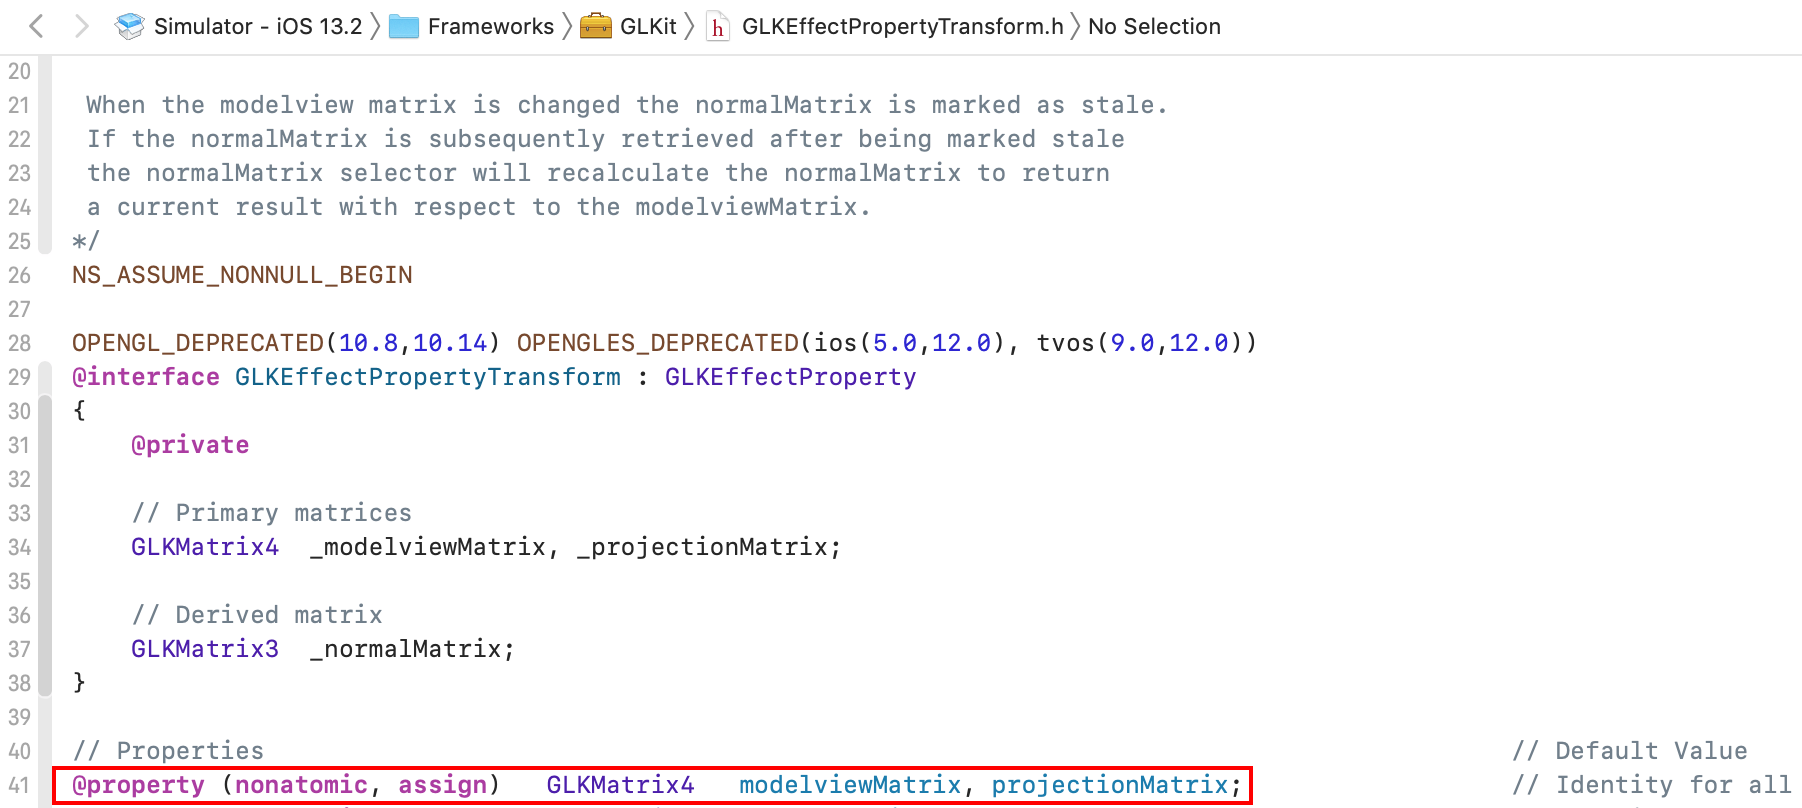 Simulator - iOS 13.2 〉 Frameworks 〉 GLKit 〉 h GLKEffectPropertyTransform.h 〉 No Selection
20
21 When the modelview matrix is changed the normalMatrix is marked as stale.
22 If the normalMatrix is subsequently retrieved after being marked stale
23 the normalMatrix selector will recalculate the normalMatrix to return
24 a current result with respect to the modelviewMatrix.
25 */
26 NS_ASSUME_NONNULL_BEGIN
27
28 OPENGL_DEPRECATED(10.8,10.14) OPENGLES_DEPRECATED(ios(5.0,12.0), tvos(9.0,12.0))
29 @interface GLKEffectPropertyTransform : GLKEffectProperty
30 {
31 @private
32
33 // Primary matrices
34 GLKMatrix4 _modelviewMatrix, _projectionMatrix;
35
36 // Derived matrix
37 GLKMatrix3 _normalMatrix;
38 }
39
40 // Properties // Default Value
41 @property (nonatomic, assign) GLKMatrix4 modelviewMatrix, projectionMatrix; // Identity for all